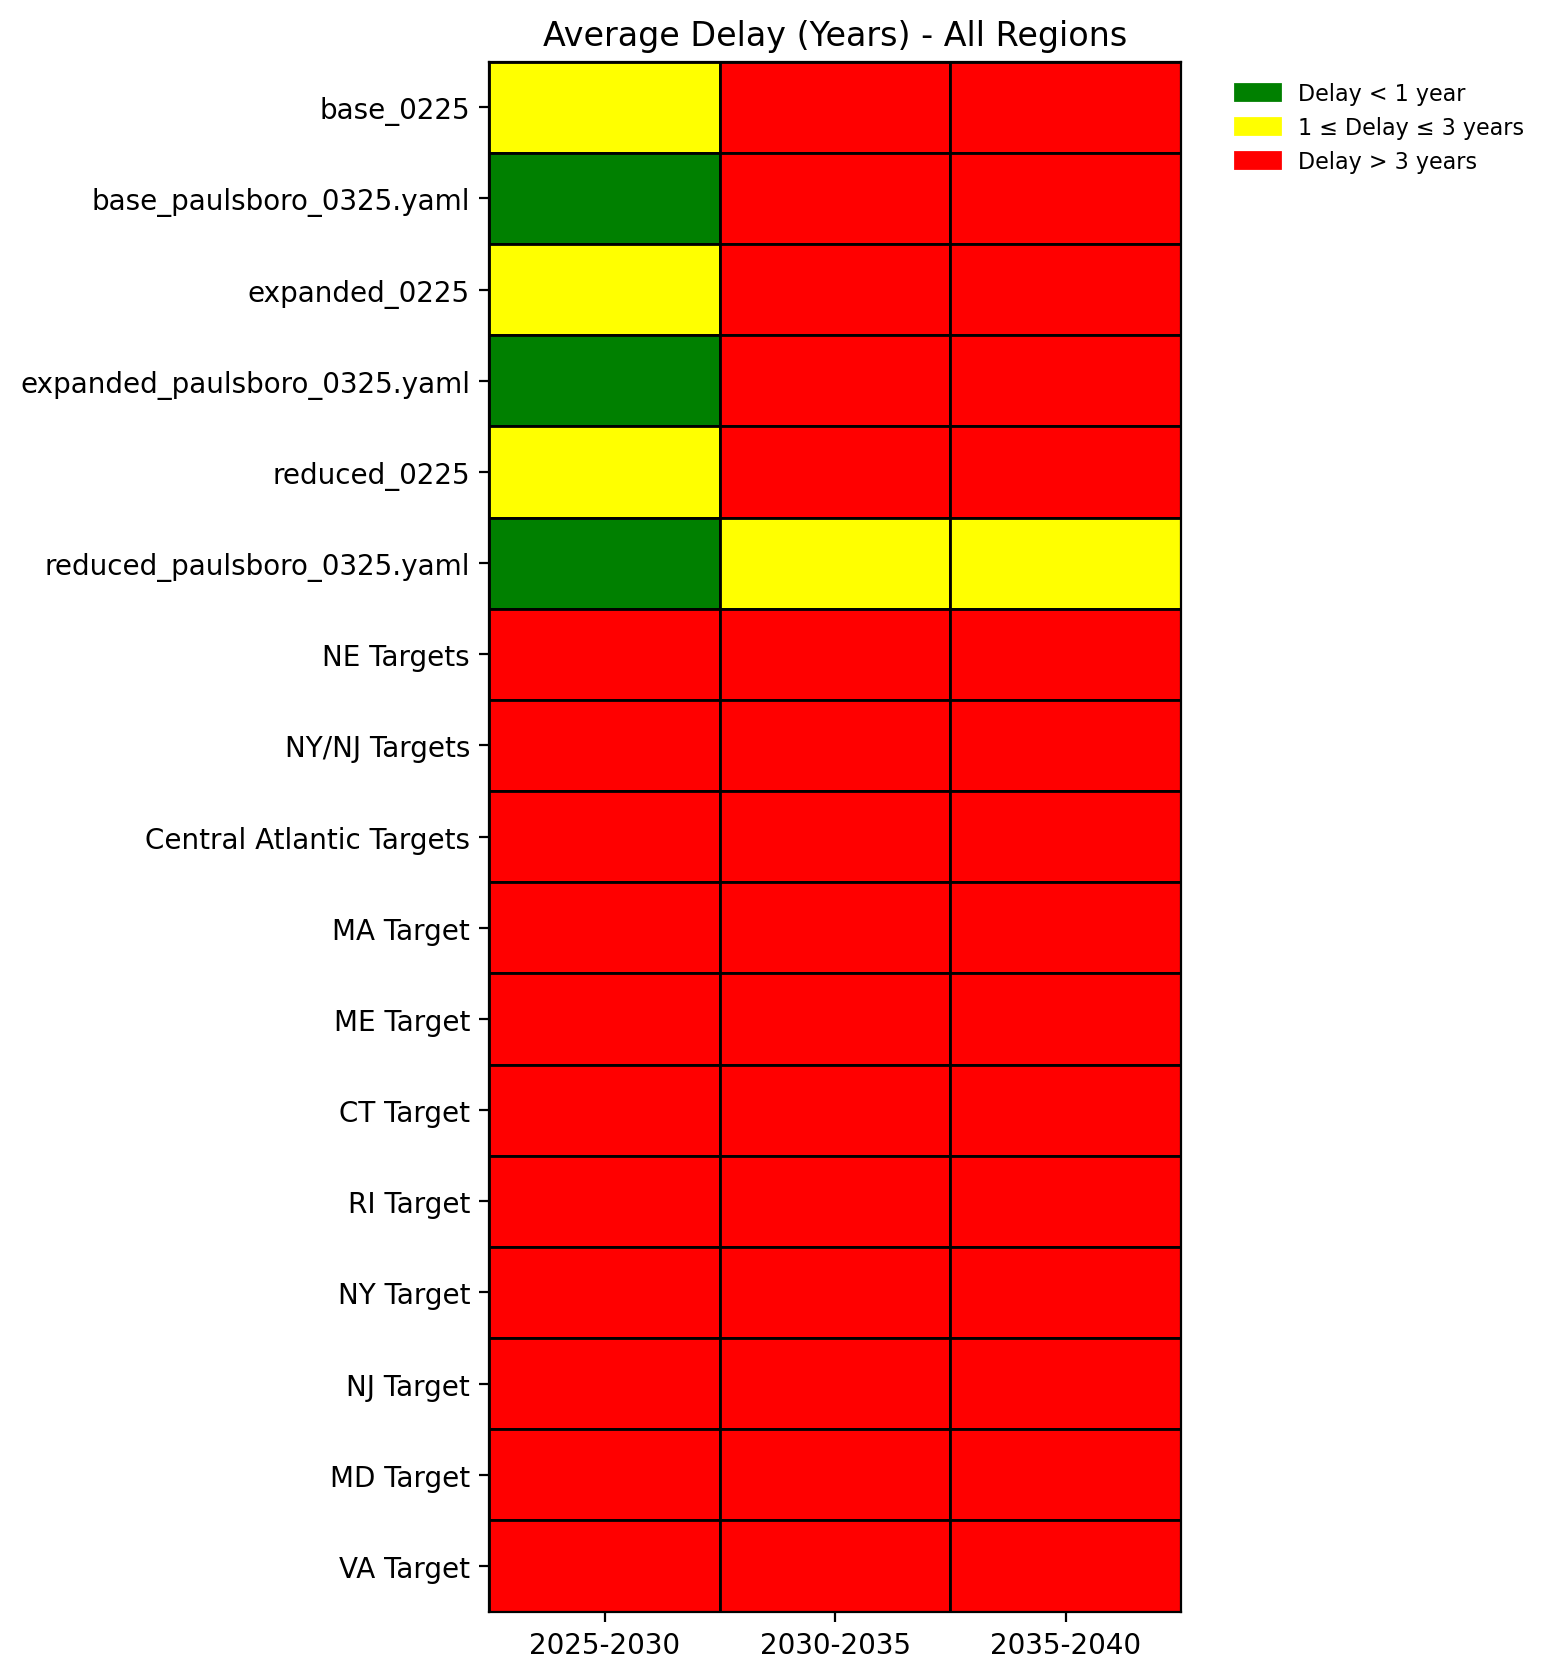 Average Delay (Years) - All Regions
Delay < 1 year
1 ≤ Delay ≤ 3 years
Delay > 3 years
base_0225
base_paulsboro_0325.yaml
expanded_0225
expanded_paulsboro_0325.yaml
reduced_0225
reduced_paulsboro_0325.yaml
NE Targets
NY/NJ Targets
Central Atlantic Targets
MA Target
ME Target
CT Target
RI Target
NY Target
NJ Target
MD Target
VA Target
2025-2030 2030-2035 2035-2040